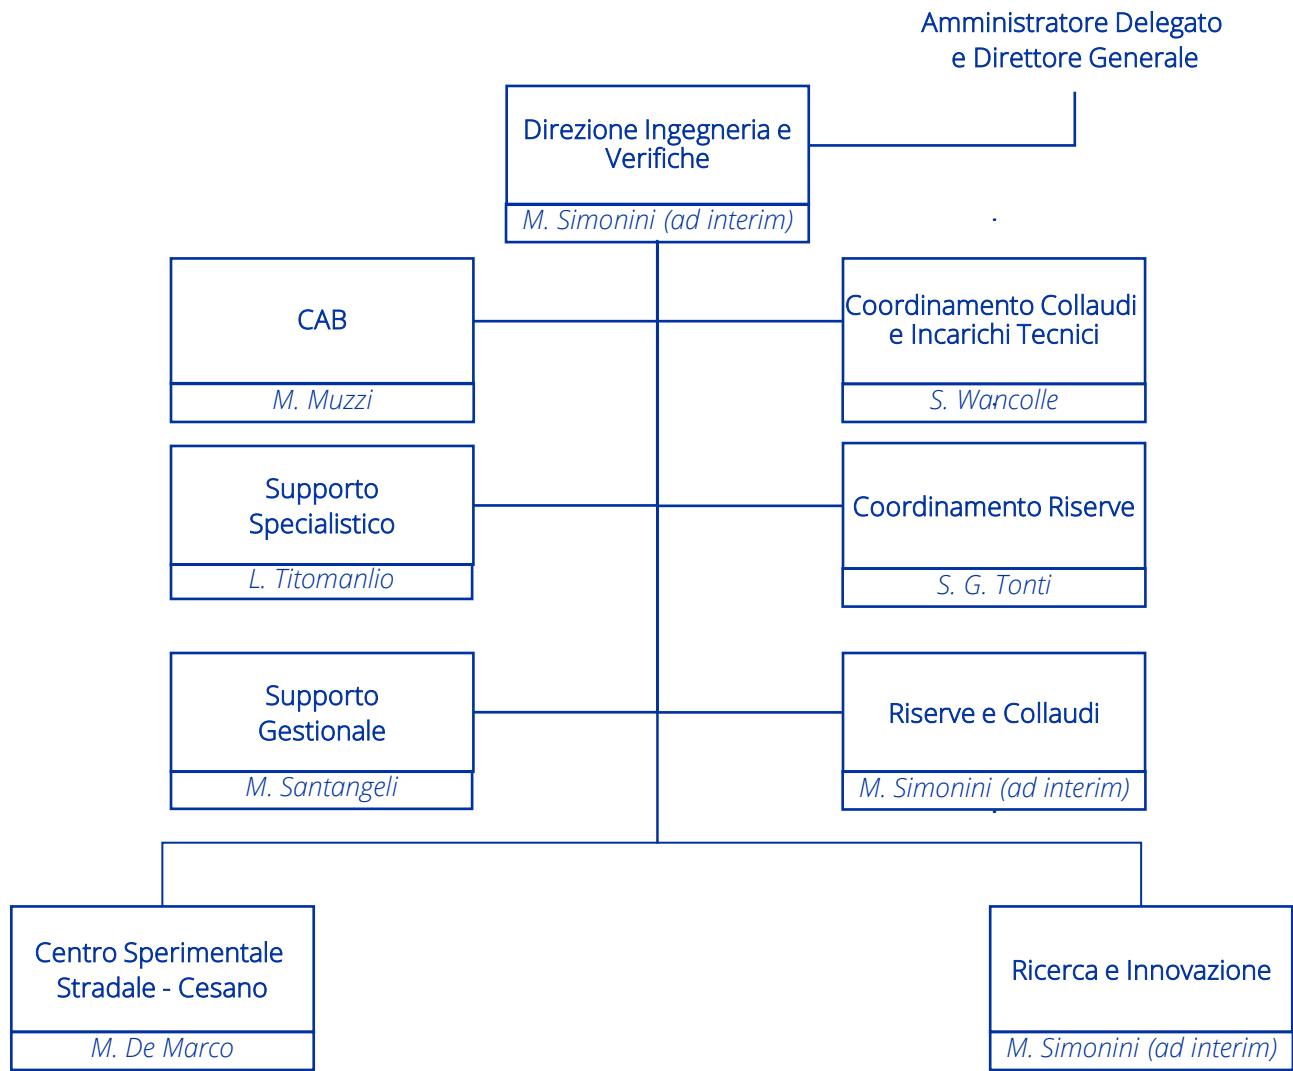 Amministratore Delegato
e Direttore Generale
Direzione Ingegneria e
Verifiche
M. Simonini (ad interim)
CAB
M. Muzzi
Coordinamento Collaudi
e Incarichi Tecnici
S. Wancolle
Supporto
Specialistico
L. Titomanlio
Coordinamento Riserve
S. G. Tonti
Supporto
Gestionale
M. Santangeli
Riserve e Collaudi
M. Simonini (ad interim)
Centro Sperimentale
Stradale - Cesano
M. De Marco
Ricerca e Innovazione
M. Simonini (ad interim)